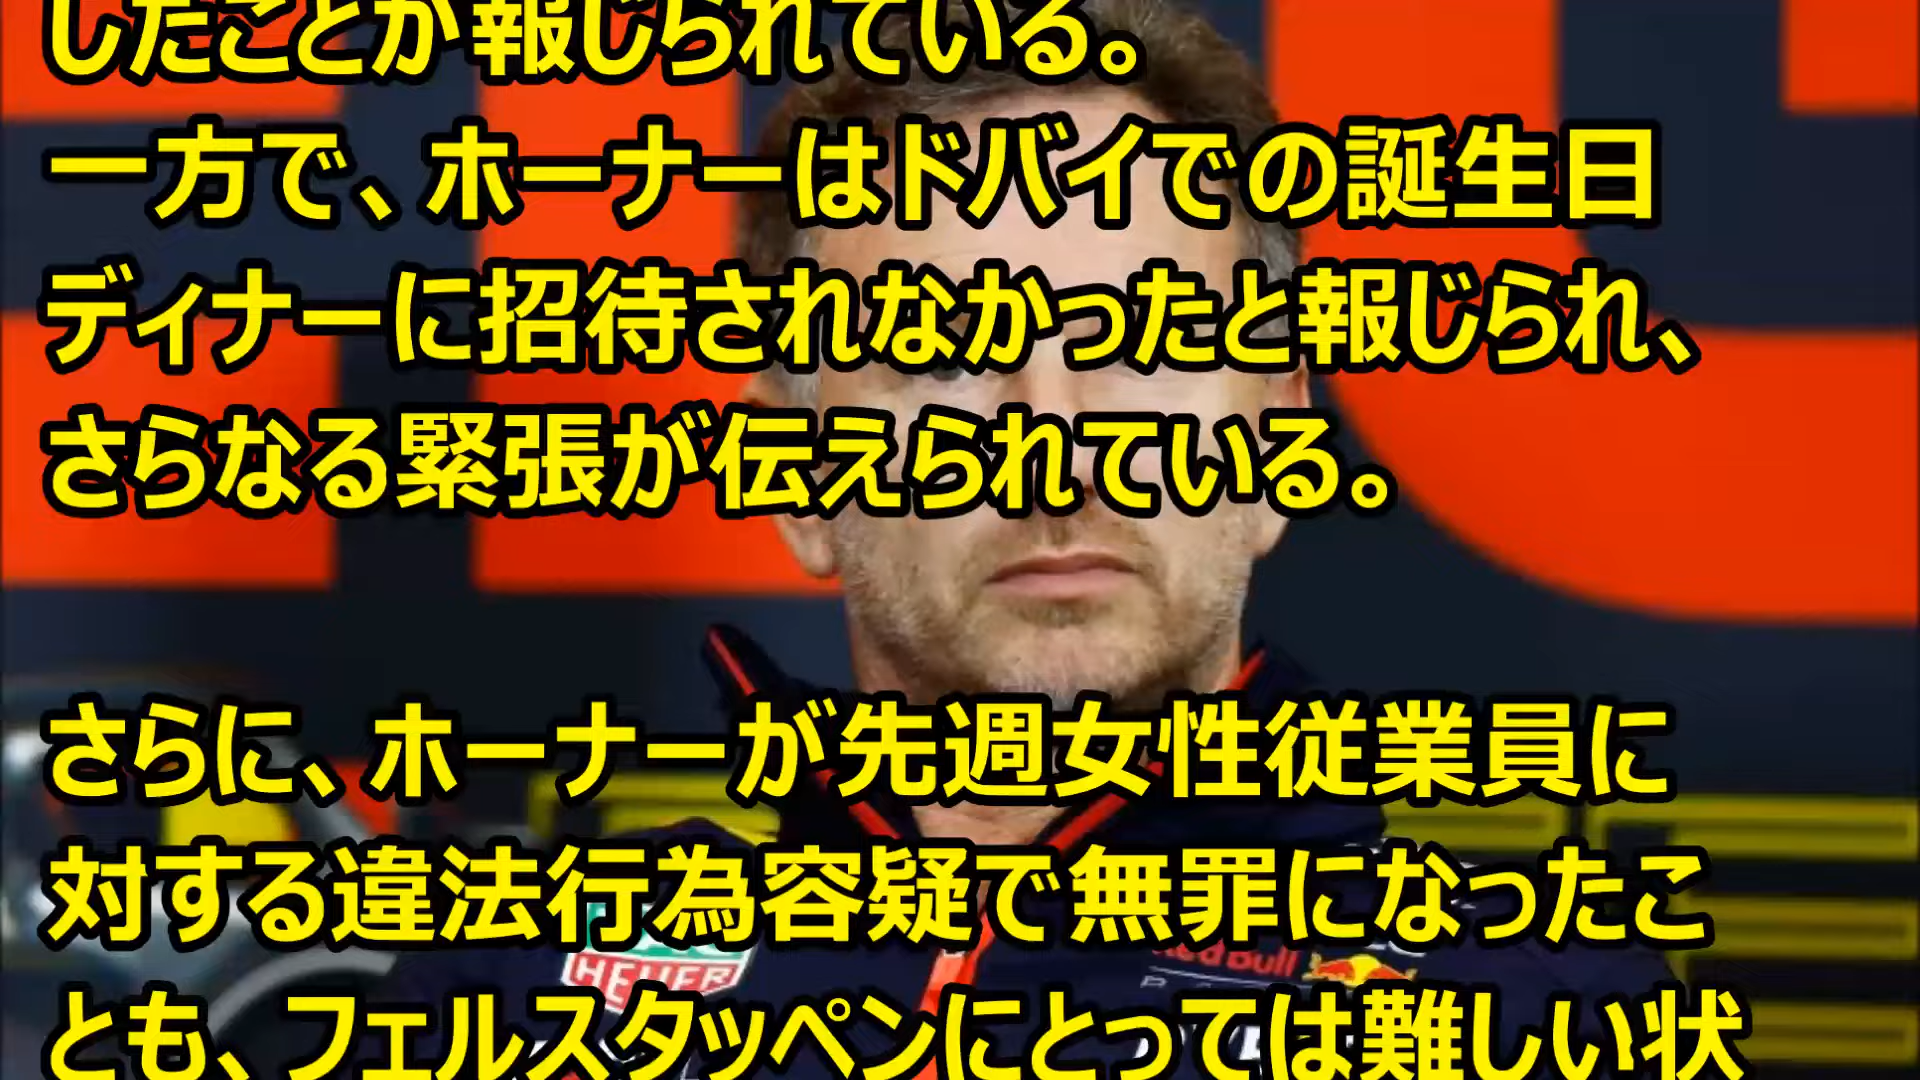 したことが報じられている。
一方で、ホーナーはドバイでの誕生日
ディナーに招待されなかったと報じられ、
さらなる緊張が伝えられている。
さらに、ホーナーが先週女性従業員に
対する違法行為容疑で無罪になったこ
とも、フェルスタッペンにとっては難しい状
HEUER
Red Bull